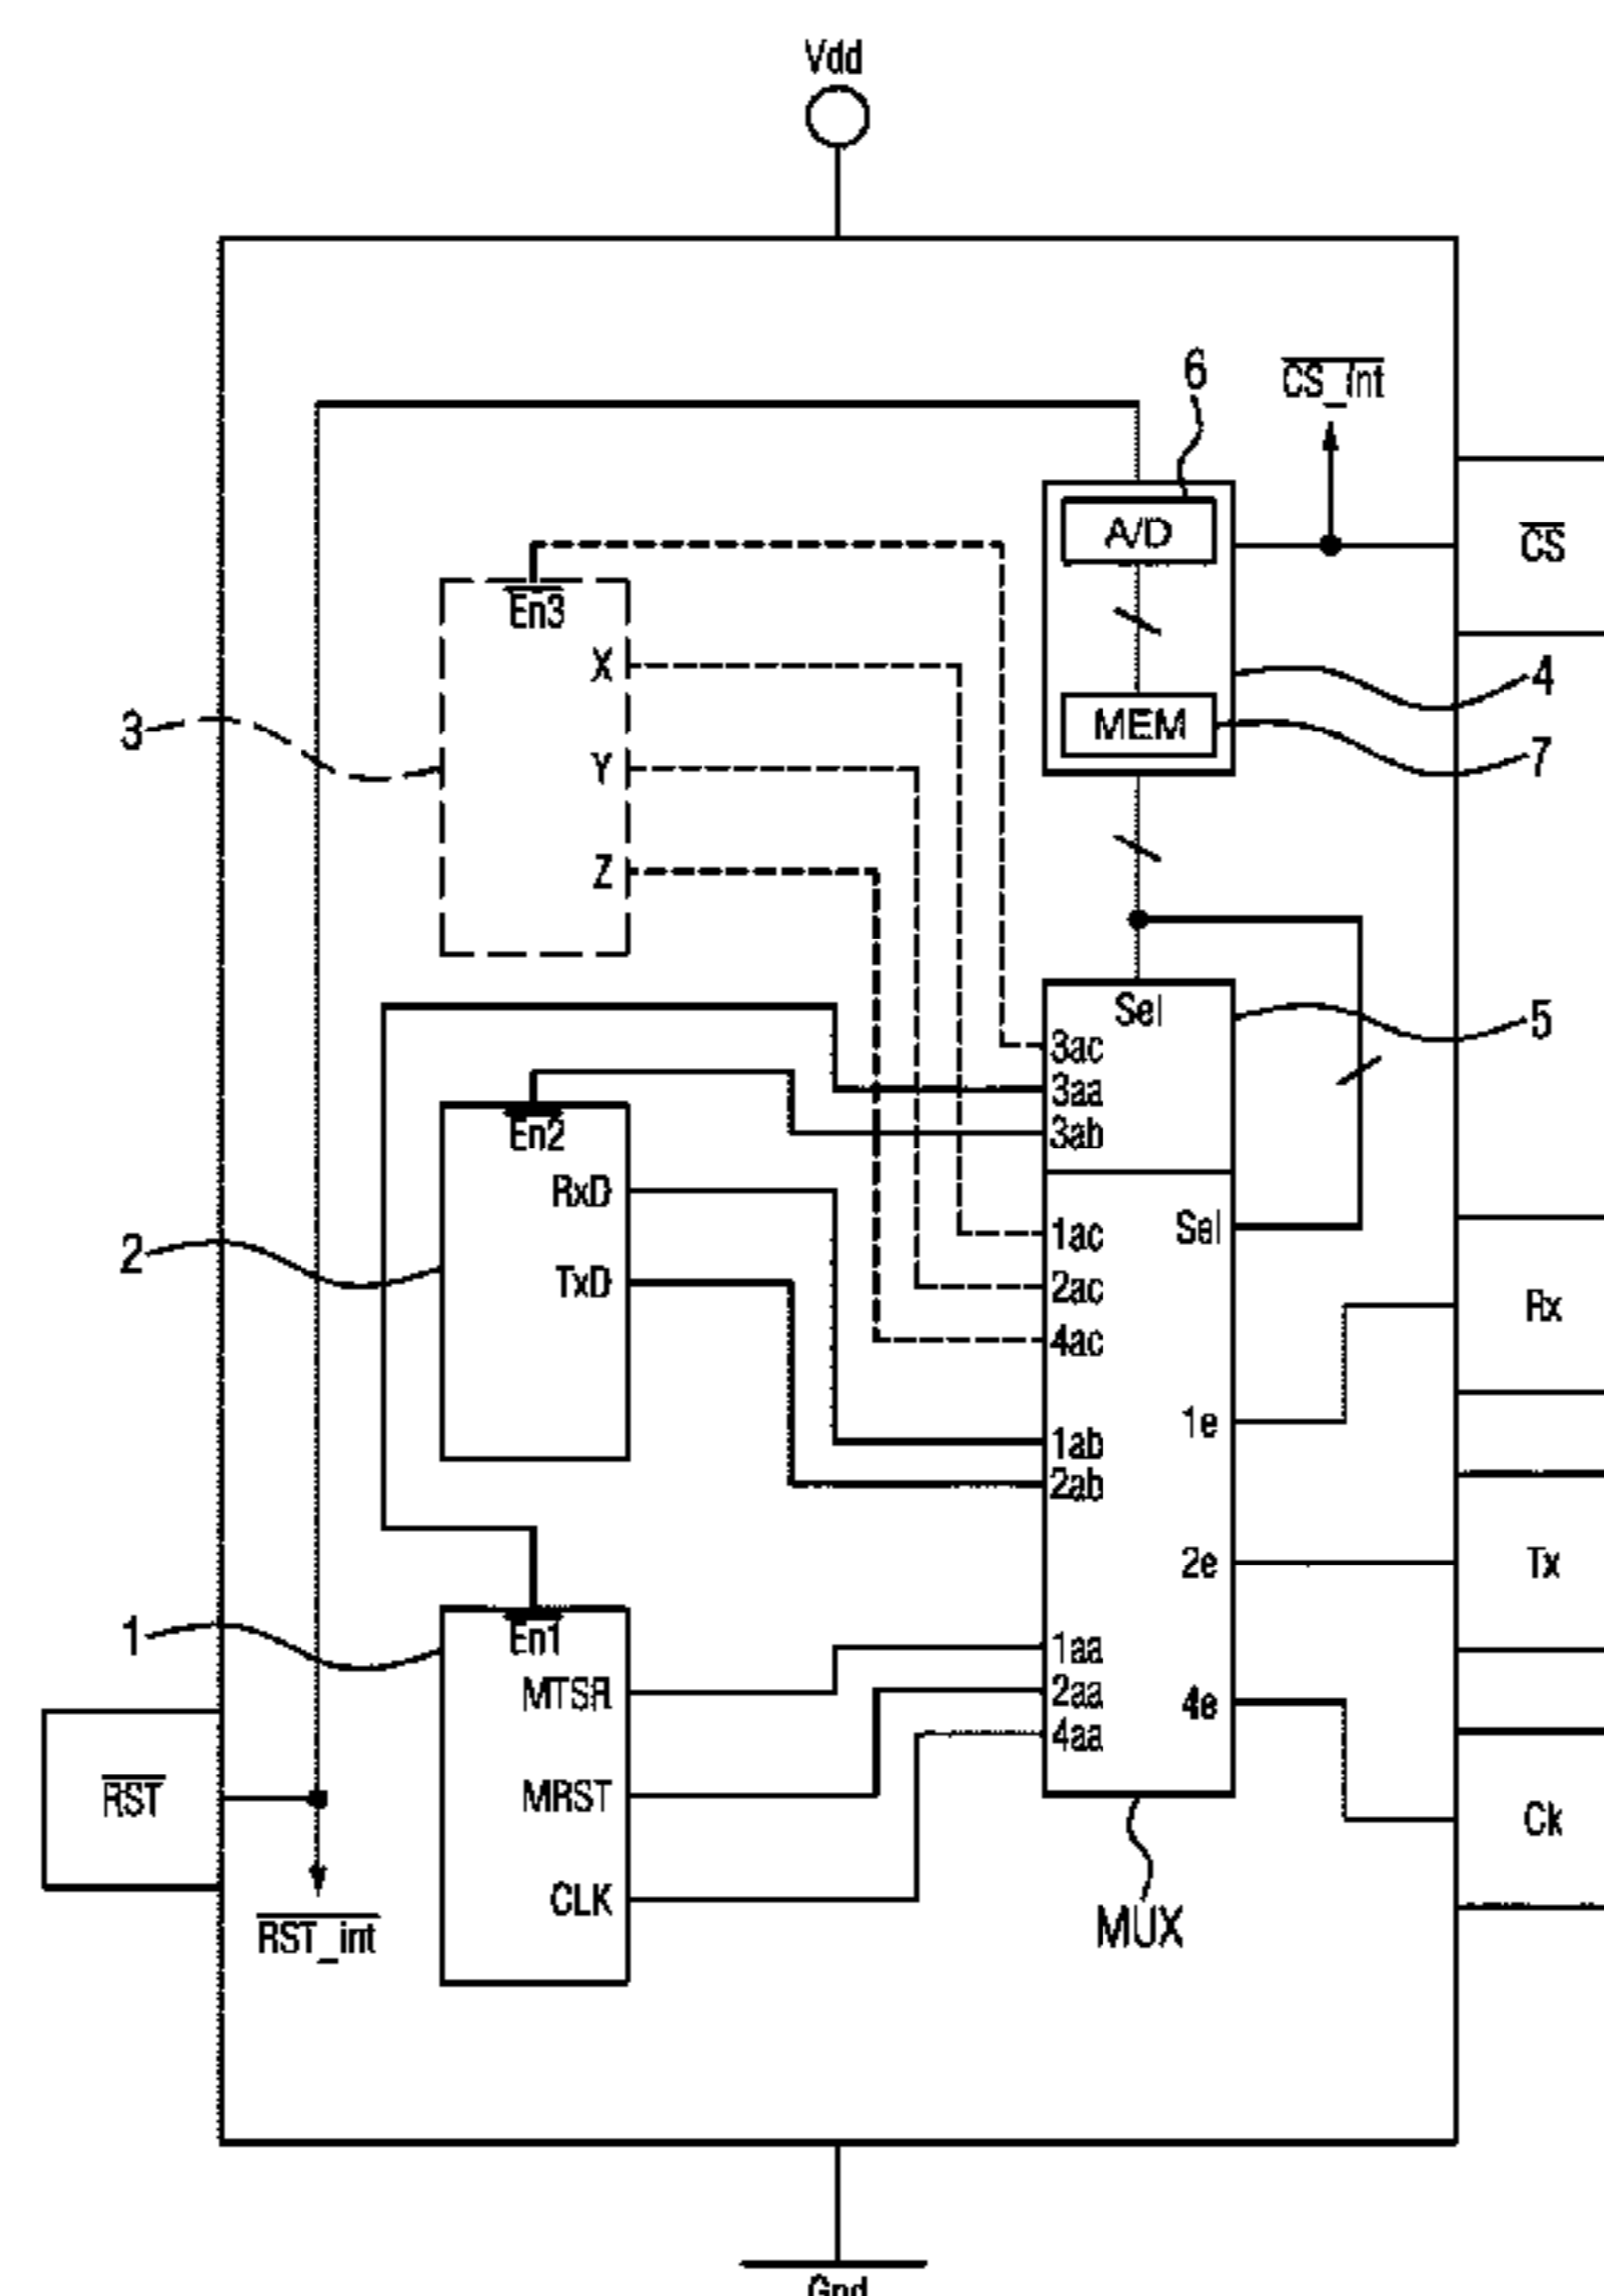 Vdd
6
CS_int
A/D
CS
En3
X
4
3
MEM
7
Y
Z
Sel
5
3ac
3aa
3ab
En2
RxD
1ac
Sel
2
2ac
TxD
Rx
4ac
1e
1ab
2ab
2e
Tx
1
En1
1aa
MTSR
2aa
4e
4aa
RST
MRST
Ck
CLK
MUX
RST_int
Gnd